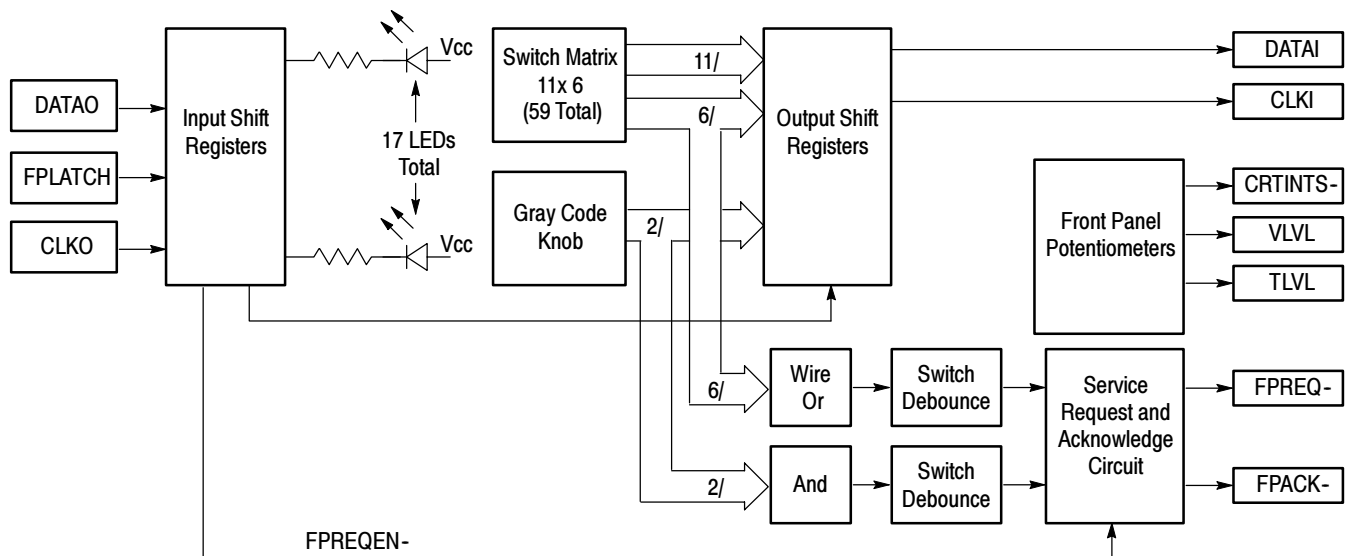 DATAO
FPLATCH
CLKO
Input Shift
Registers
Vcc
17 LEDs
Total
Vcc
Switch Matrix
11x 6
(59 Total)
Gray Code
Knob
11/
6/
2/
Output Shift
Registers
DATAI
CLKI
Front Panel
Potentiometers
CRTINTS-
VLVL
TLVL
6/
Wire
Or
Switch
Debounce
2/
And
Switch
Debounce
Service
Request and
Acknowledge
Circuit
FPREQ-
FPACK-
FPREQEN-